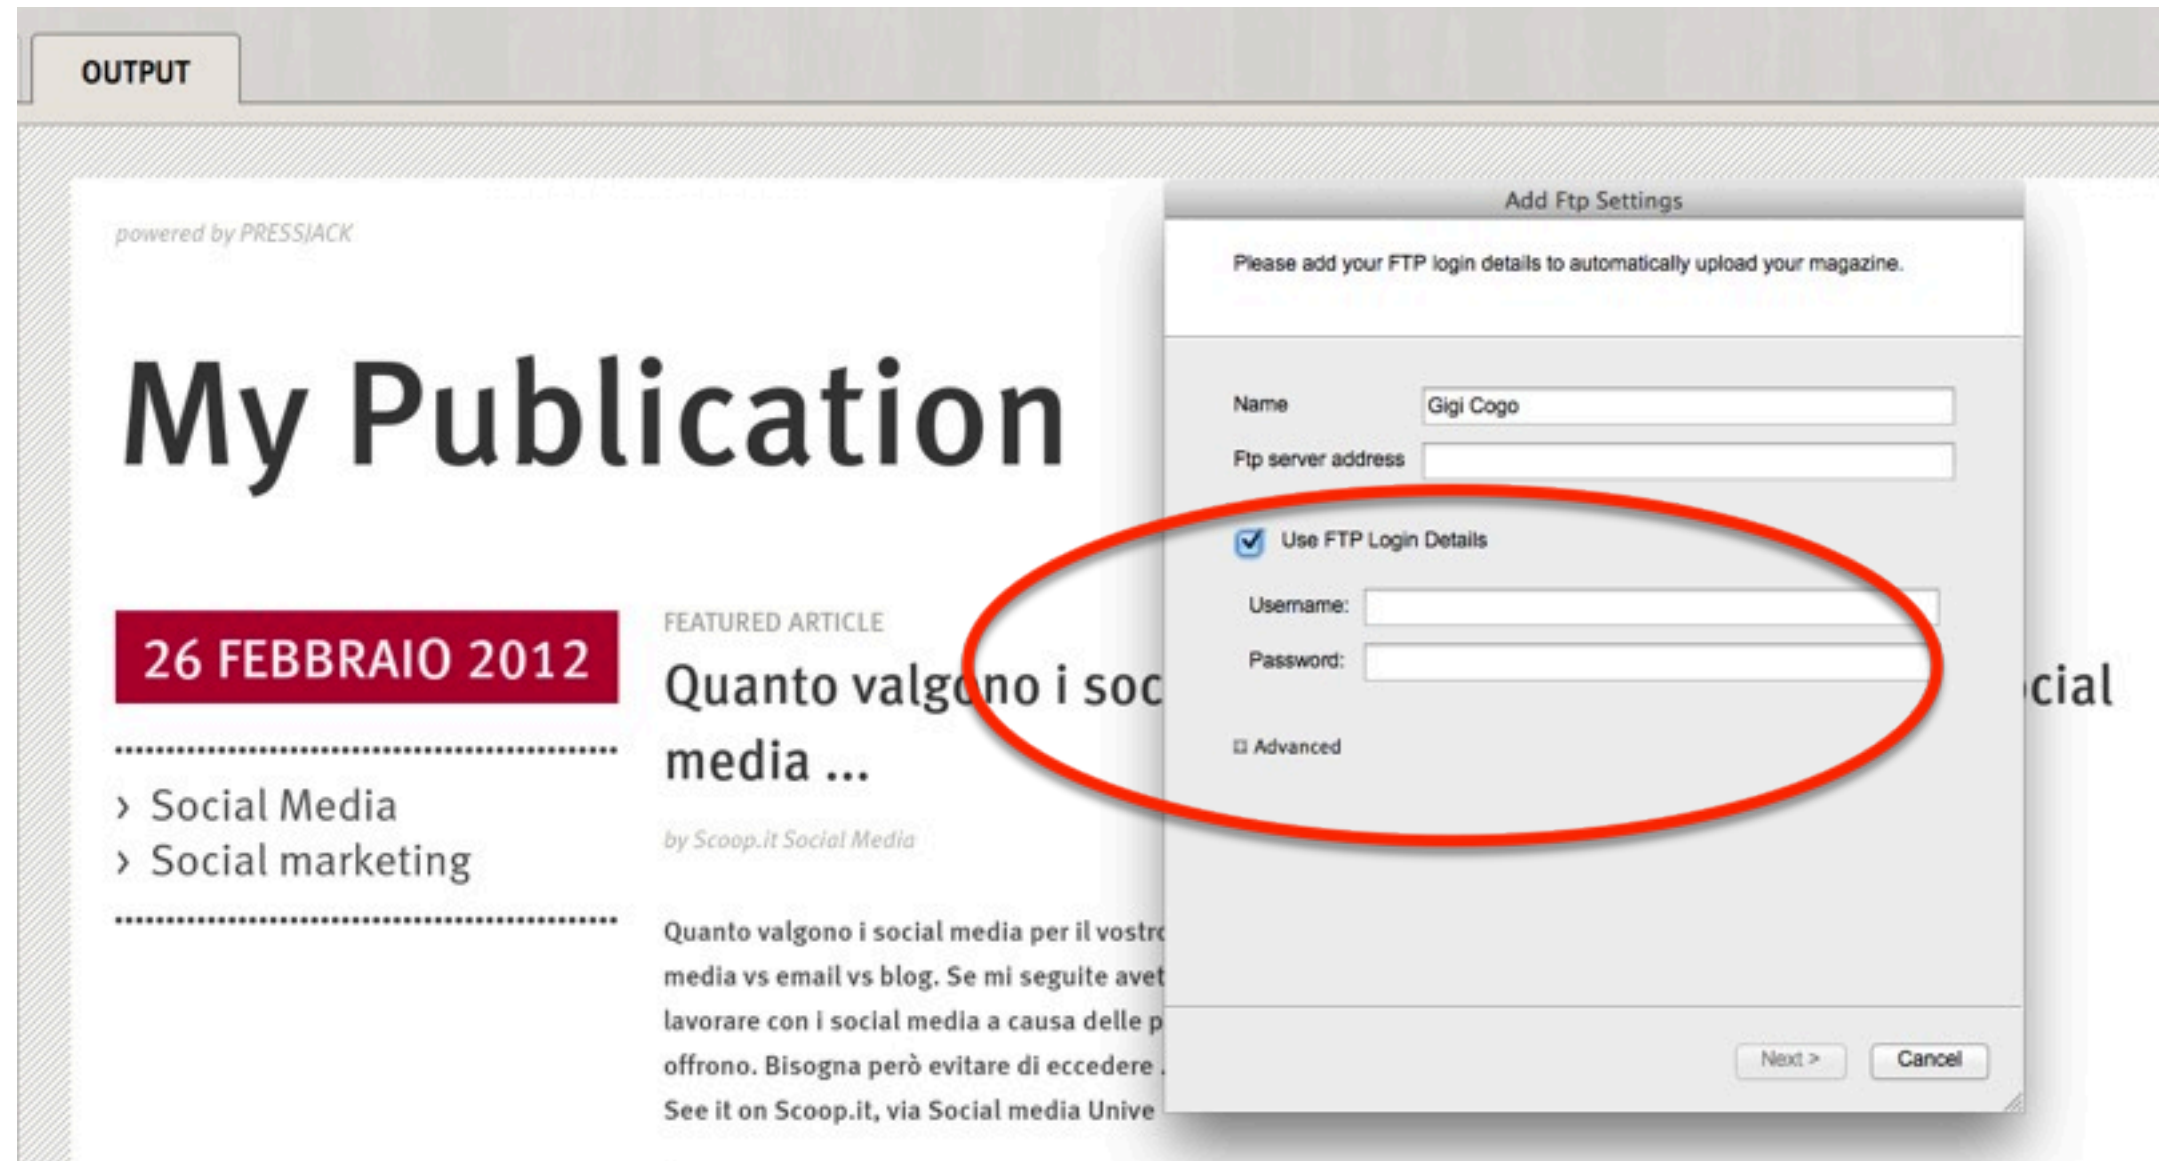 OUTPUT
powered by PRESSJACK
My Publication
26 FEBBRAIO 2012
> Social Media
> Social marketing
FEATURED ARTICLE
Quanto valgono i soc
cial
media ...
by Scoop.it Social Media
Quanto valgono i social media per il vostro
media vs email vs blog. Se mi seguite avet
lavorare con i social media a causa delle p
offrono. Bisogna però evitare di eccedere .
See it on Scoop.it, via Social media Unive
Add Ftp Settings
Please add your FTP login details to automatically upload your magazine.
Name Gigi Cogo
Ftp server address
Use FTP Login Details
Username:
Password:
Advanced
Next > Cancel